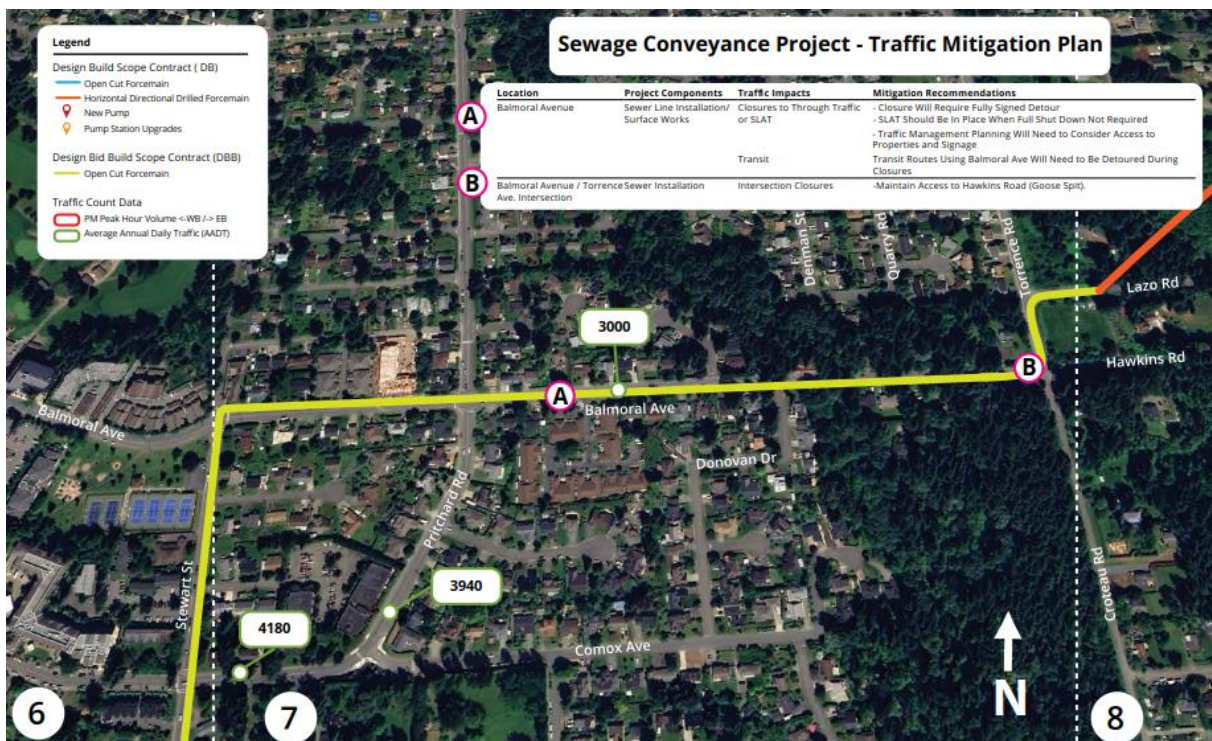 Sewage Conveyance Project - Traffic Mitigation Plan
Legend
Design Build Scope Contract ( DB)
Open Cut Forcemain
Horizontal Directional Drilled Forcemain
New Pump
Pump Station Upgrades
Design Bid Build Scope Contract (DBB)
Open Cut Forcemain
Traffic Count Data
PM Peak Hour Volume <-WB /-> EB
Average Annual Daily Traffic (AADT)
Location Project Components Traffic Impacts Mitigation Recommendations
A
Balmoral Avenue Sewer Line Installation/ Closures to Through Traffic - Closure Will Require Fully Signed Detour
Surface Works or SLAT - SLAT Should Be In Place When Full Shut Down Not Required
- Traffic Management Planning Will Need to Consider Access to
Properties and Signage
Transit Transit Routes Using Balmoral Ave Will Need to Be Detoured During
Closures
B
Balmoral Avenue / Torrence Sewer Installation Intersection Closures -Maintain Access to Hawkins Road (Goose Spit).
Ave. Intersection
Denman St
Quarry Rd
Torrence Rd
Lazo Rd
3000
Hawkins Rd
B
A
Balmoral Ave
Balmoral Ave
Donovan Dr
Pritchard Rd
3940
Croteau Rd
Stewart St
4180
Comox Ave
N
6
7
8